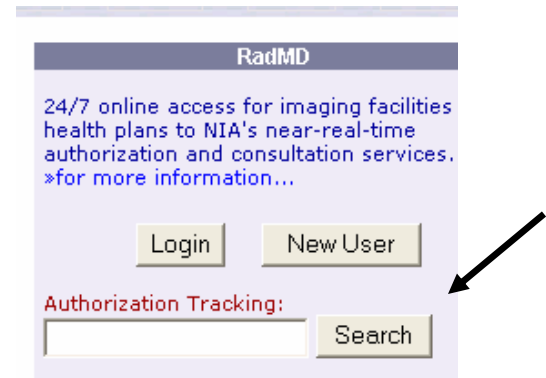 RadMD
24/7 online access for imaging facilities
health plans to NIA's near-real-time
authorization and consultation services.
»for more information...
Login New User
Authorization Tracking:
Search